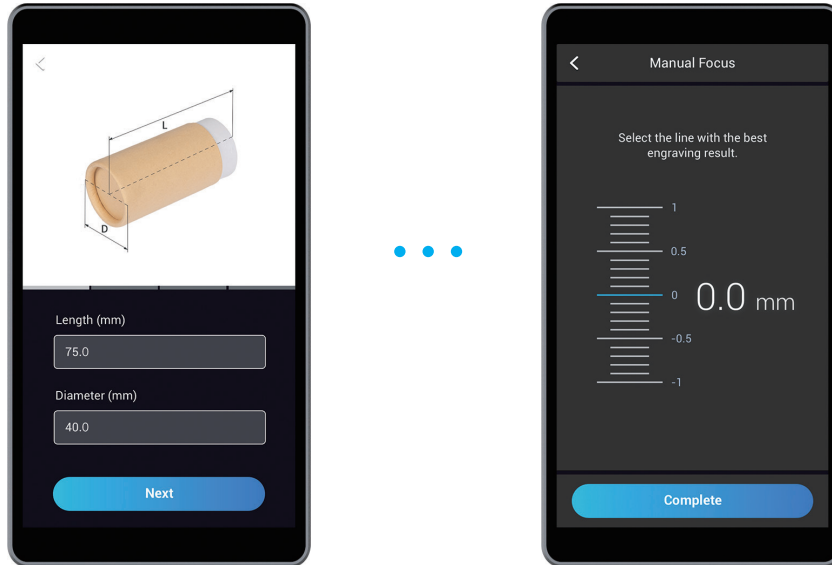 L
D
Length (mm)
75.0
Diameter (mm)
40.0
Next
Manual Focus
Select the line with the best
engraving result.
1
0.5
0
0.0 mm
-0.5
-1
Complete